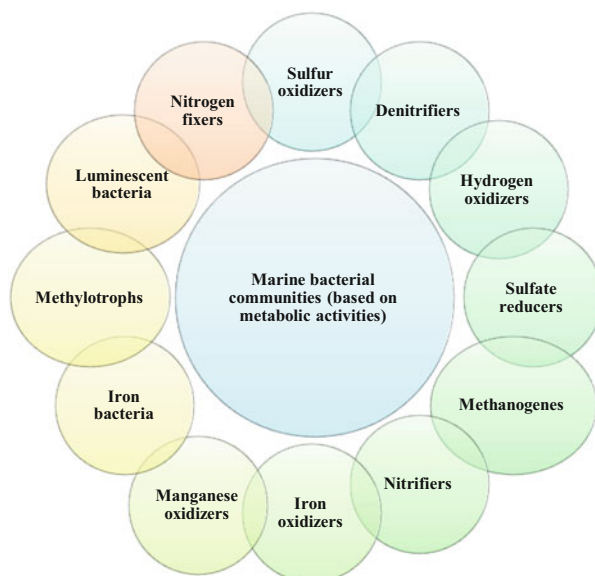 Sulfur
oxidizers
Denitrifiers
Hydrogen
oxidizers
Sulfate
reducers
Methanogenes
Nitrifiers
Iron
oxidizers
Manganese
oxidizers
Iron
bacteria
Methylotrophs
Luminescent
bacteria
Nitrogen
fixers
Marine bacterial
communities (based on
metabolic activities)